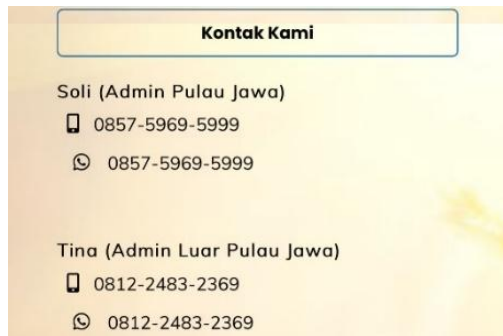 Kontak Kami
Soli (Admin Pulau Jawa)
0857-5969-5999
0857-5969-5999
Tina (Admin Luar Pulau Jawa)
0812-2483-2369
0812-2483-2369